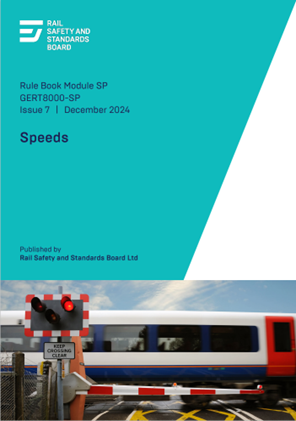 RAIL
SAFETY AND
STANDARDS
BOARD
Rule Book Module SP
GERT8000-SP
Issue 7 | December 2024
Speeds
Published by
Rail Safety and Standards Board Ltd
KEEP
CROSSING
CLEAR